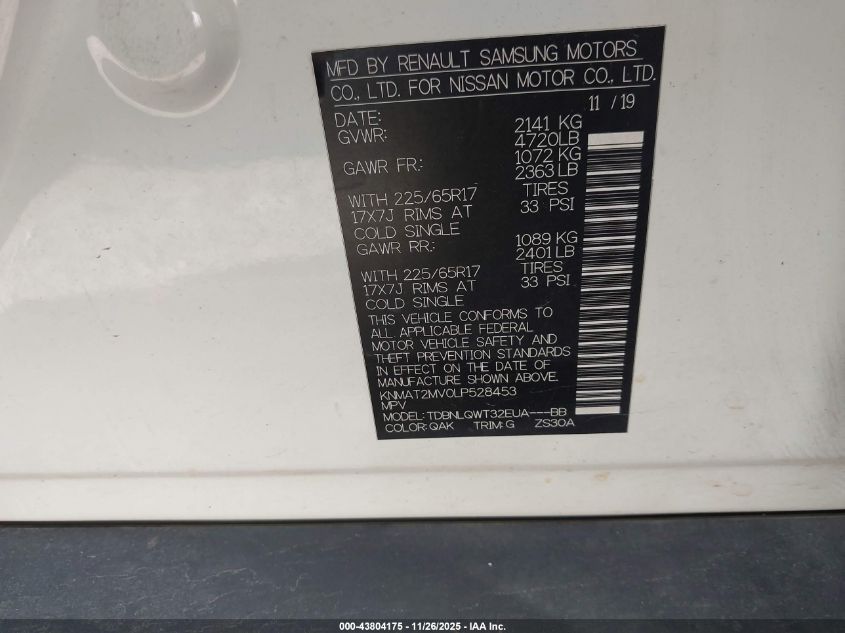 MFD BY RENAULT SAMSUNG MOTORS
CO., LTD. FOR NISSAN MOTOR CO., LTD.
DATE: 11 / 19
GVWR: 2141 KG
4720LB
GAWR FR.: 1072 KG
2363 LB
WITH 225/65R17 TIRES
17X7J RIMS AT 33 PSI
COLD SINGLE
GAWR RR.: 1089 KG
2401 LB
WITH 225/65R17 TIRES
17X7J RIMS AT 33 PSI
COLD SINGLE
THIS VEHICLE CONFORMS TO
ALL APPLICABLE FEDERAL
MOTOR VEHICLE SAFETY AND
THEFT PREVENTION STANDARDS
IN EFFECT ON THE DATE OF
MANUFACTURE SHOWN ABOVE.
KNMAT2MV0LP528453
MPV
MODEL:TDBNLQWT32EUA---BB
COLOR:QAK TRIM:G ZS30A
000-43804175 - 11/26/2025 - IAA Inc.